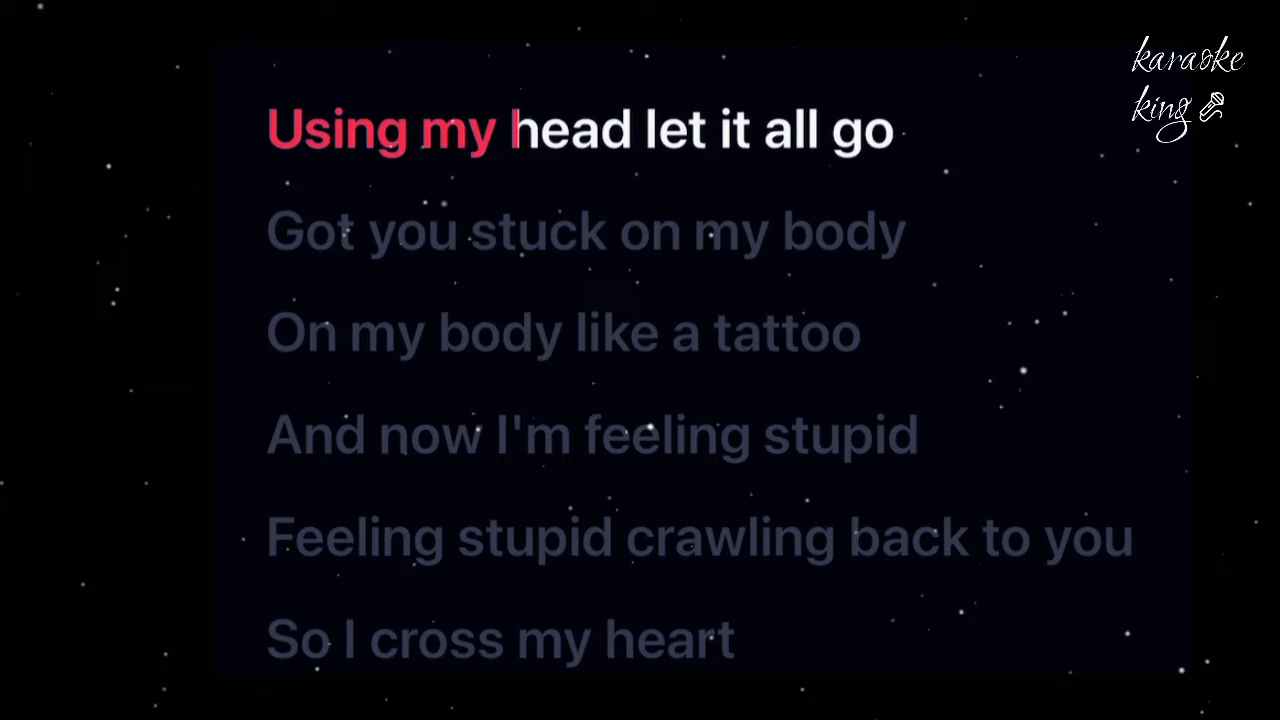 karaoke
king
Using my head let it all go
Got you stuck on my body
On my body like a tattoo
And now I'm feeling stupid
Feeling stupid crawling back to you
So I cross my heart